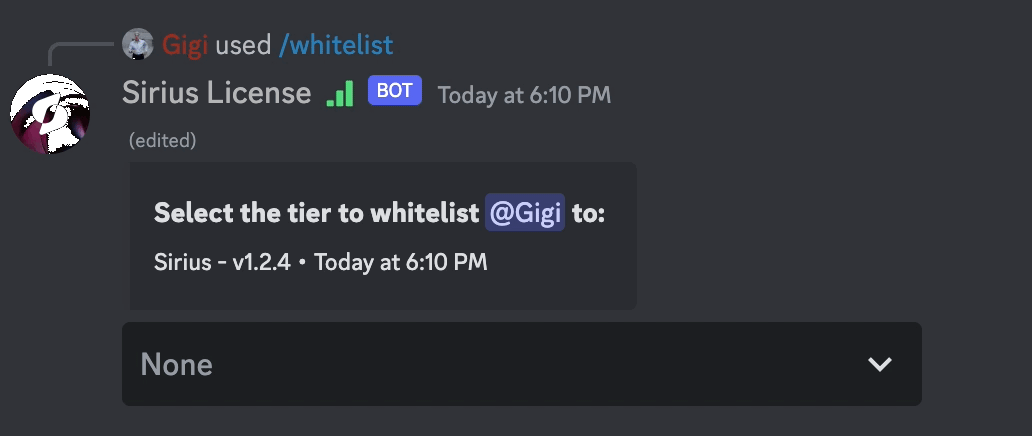 Gigi used /whitelist
Sirius License BOT Today at 6:10 PM
(edited)
Select the tier to whitelist @Gigi to:
Sirius - v1.2.4 • Today at 6:10 PM
None